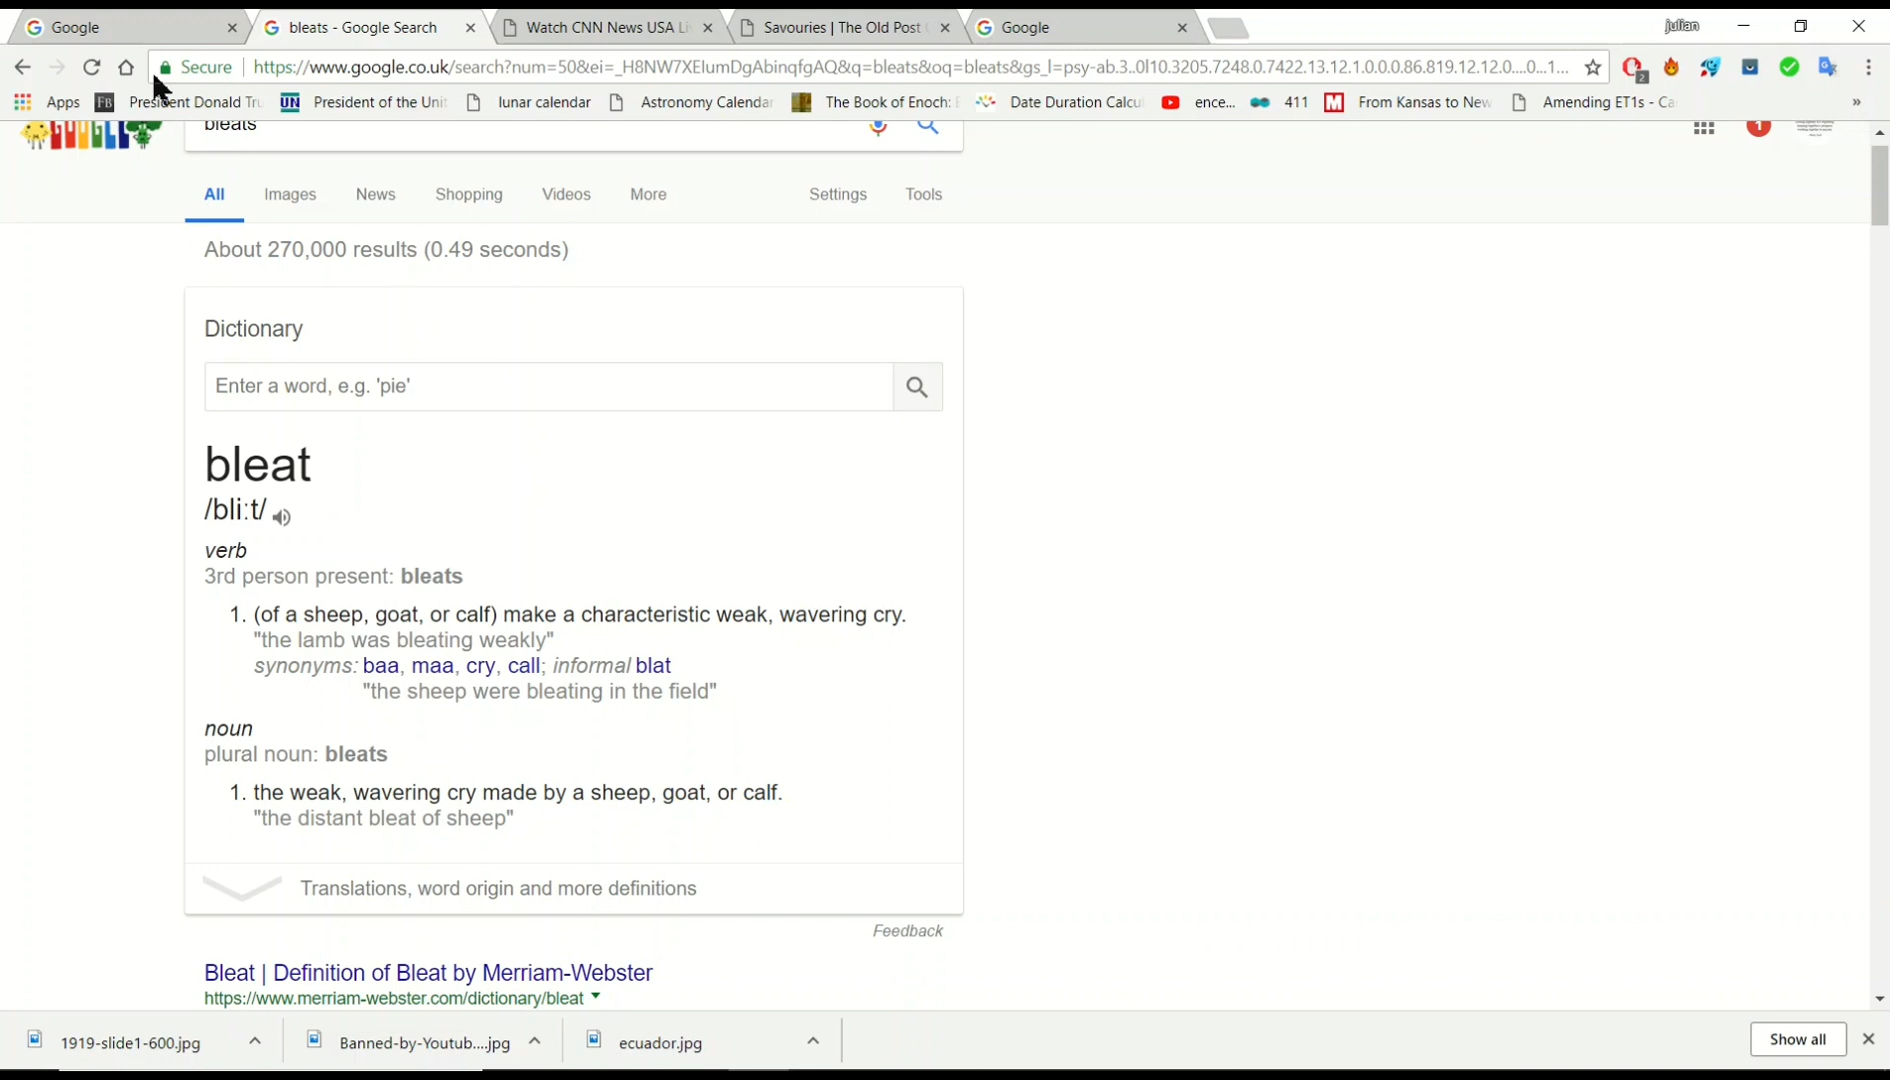 Google
bleats - Google Search
Watch CNN News USA Li
Savouries | The Old Post
Google
julian
Secure
https://www.google.co.uk/search?num=50&ei=_H8NW7XEIumDgAbinqfgAQ&q=bleats&oq=bleats&gs_l=psy-ab.3..0l10.3205.7248.0.7422.13.12.1.0.0.0.86.819.12.12.0....0...1...
2
Apps
FB President Donald Tru
UN President of the Unit
lunar calendar
Astronomy Calendar
The Book of Enoch:
Date Duration Calcu
ence...
411
M From Kansas to New
Amending ET1s - Ca
»
bleats
1
All Images News Shopping Videos More Settings Tools
About 270,000 results (0.49 seconds)
Dictionary
Enter a word, e.g. 'pie'
bleat
/bliːt/
verb
3rd person present: bleats
1. (of a sheep, goat, or calf) make a characteristic weak, wavering cry.
"the lamb was bleating weakly"
synonyms: baa, maa, cry, call; informal blat
"the sheep were bleating in the field"
noun
plural noun: bleats
1. the weak, wavering cry made by a sheep, goat, or calf.
"the distant bleat of sheep"
Translations, word origin and more definitions
Feedback
Bleat | Definition of Bleat by Merriam-Webster
https://www.merriam-webster.com/dictionary/bleat
1919-slide1-600.jpg
Banned-by-Youtub....jpg
ecuador.jpg
Show all